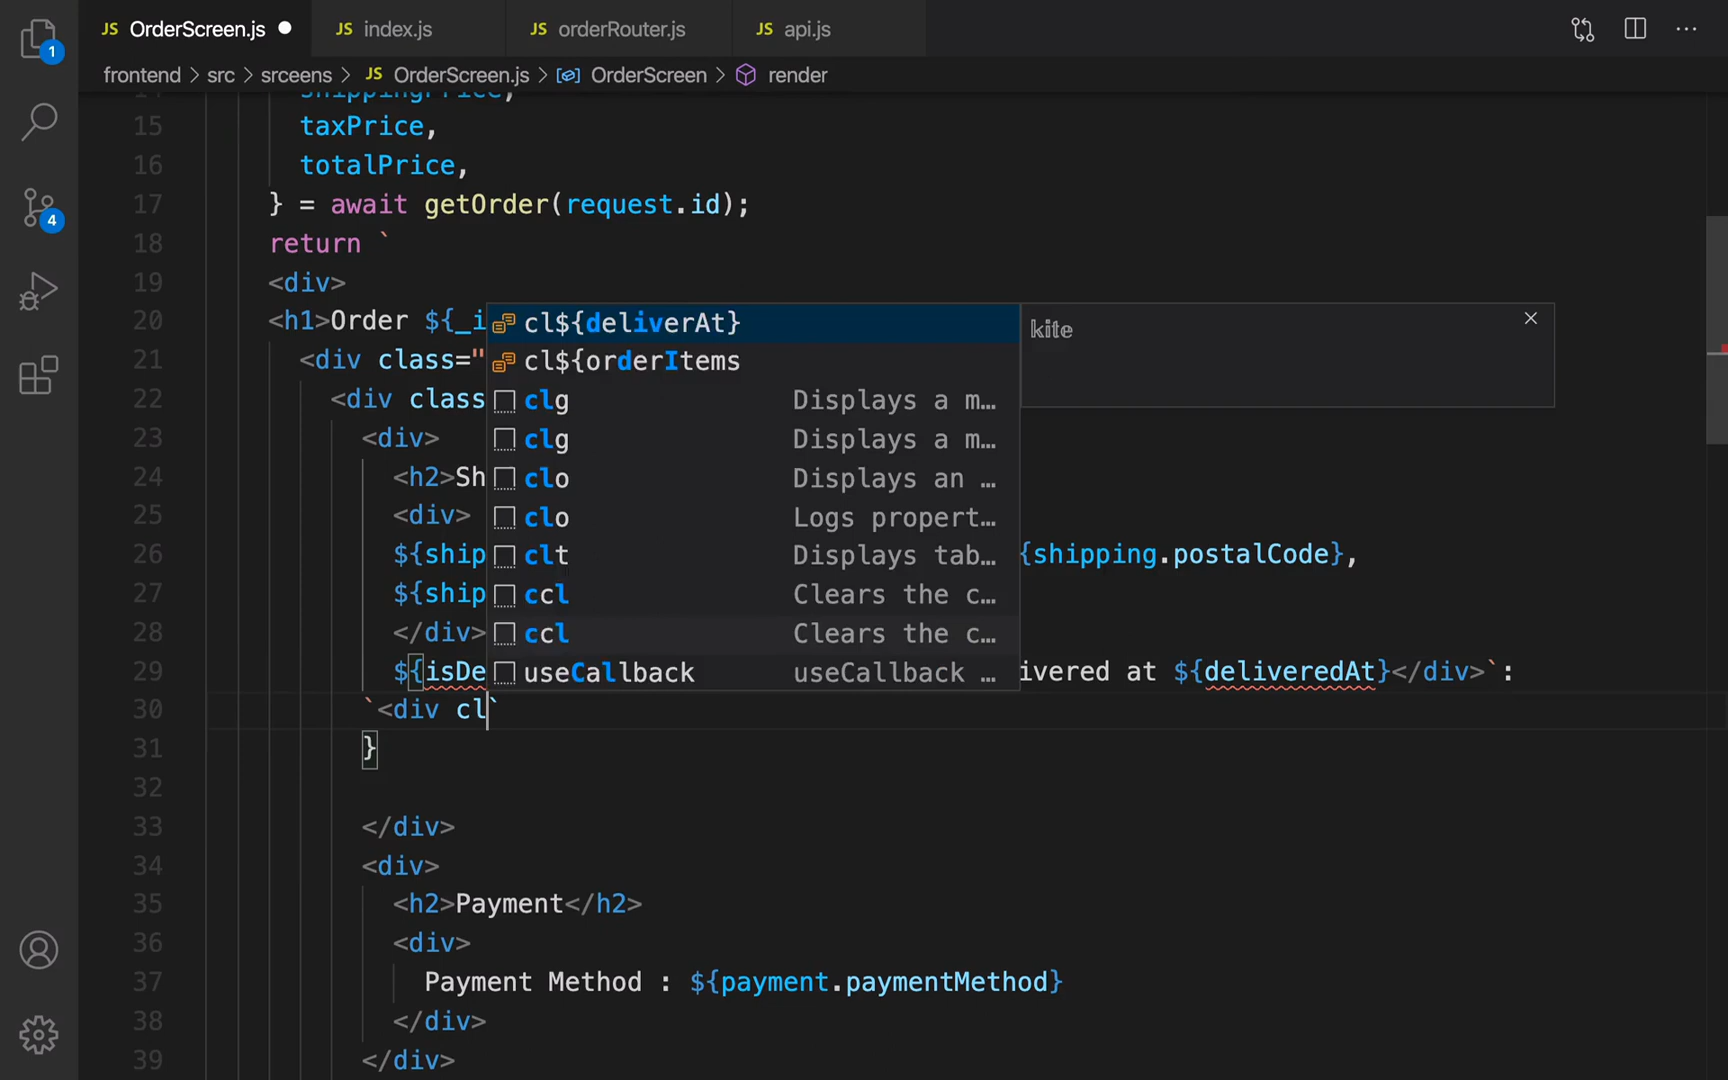 JS OrderScreen.js
JS index.js
JS orderRouter.js
JS api.js
1
frontend > src > srceens > JS OrderScreen.js > OrderScreen > render
shippingPrice,
15 taxPrice,
16 totalPrice,
17 } = await getOrder(request.id);
4
18 return `
19 <div>
20 <h1>Order ${_i
21 <div class="
22 <div class
23 <div>
24 <h2>Sh
25 <div>
26 ${ship {shipping.postalCode},
27 ${ship
28 </div>
29 ${isDe ivered at ${deliveredAt}</div>`:
30 `<div cl`
31 }
32
33 </div>
34 <div>
35 <h2>Payment</h2>
36 <div>
37 Payment Method : ${payment.paymentMethod}
38 </div>
39 </div>
cl${deliverAt}
cl${orderItems
clg Displays a m…
clg Displays a m…
clo Displays an …
clo Logs propert…
clt Displays tab…
ccl Clears the c…
ccl Clears the c…
useCallback useCallback …
kite